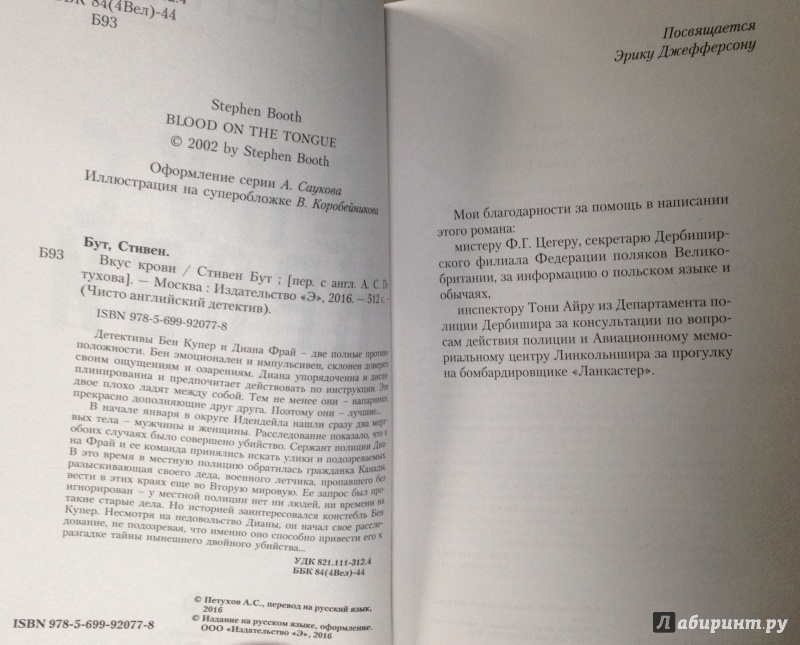 УДК 821.111-312.4
ББК 84(4Вел)-44
Б93
Stephen Booth
BLOOD ON THE TONGUE
© 2002 by Stephen Booth
Оформление серии А. Саукова
Иллюстрация на суперобложке В. Коробейникова
Бут, Стивен.
Б93 Вкус крови / Стивен Бут ; [пер. с англ. А. С. Пе-
тухова]. – Москва : Издательство «Э», 2016. – 512 с. –
(Чисто английский детектив).
ISBN 978-5-699-92077-8
Детективы Бен Купер и Диана Фрай – две полные противо-
положности. Бен эмоционален и импульсивен, склонен доверять
своим ощущениям и озарениям. Диана упорядоченна и дисци-
плинированна и предпочитает действовать по инструкции. Эти
двое плохо ладят между собой. Тем не менее они – напарники,
прекрасно дополняющие друг друга. Поэтому они – лучшие...
В начале января в округе Идендейла нашли сразу два мерт-
вых тела – мужчины и женщины. Расследование показало, что в
обоих случаях было совершено убийство. Сержант полиции Диа-
на Фрай и ее команда принялись искать улики и подозреваемых.
В это время в местную полицию обратилась гражданка Канады,
разыскивающая своего деда, военного летчика, пропавшего без
вести в этих краях еще во Вторую мировую. Ее запрос был про-
игнорирован – у местной полиции нет ни людей, ни времени на
такие старые дела. Но историей заинтересовался констебль Бен
Купер. Несмотря на недовольство Дианы, он начал свое рассле-
дование, не подозревая, что именно оно способно привести его к
разгадке тайны нынешнего двойного убийства...
УДК 821.111-312.4
ББК 84(4Вел)-44
© Петухов А.С., перевод на русский язык,
2016
© Издание на русском языке, оформление.
ООО «Издательство «Э», 2016
ISBN 978-5-699-92077-8
Посвящается
Эрику Джефферсону
Мои благодарности за помощь в написании
этого романа:
мистеру Ф.Г. Цегеру, секретарю Дербишир-
ского филиала Федерации поляков Велико-
британии, за информацию о польском языке и
обычаях,
инспектору Тони Айру из Департамента по-
лиции Дербишира за консультации по вопро-
сам действия полиции и Авиационному мемо-
риальному центру Линкольншира за прогулку
на бомбардировщике «Ланкастер».
Лабиринт.ру